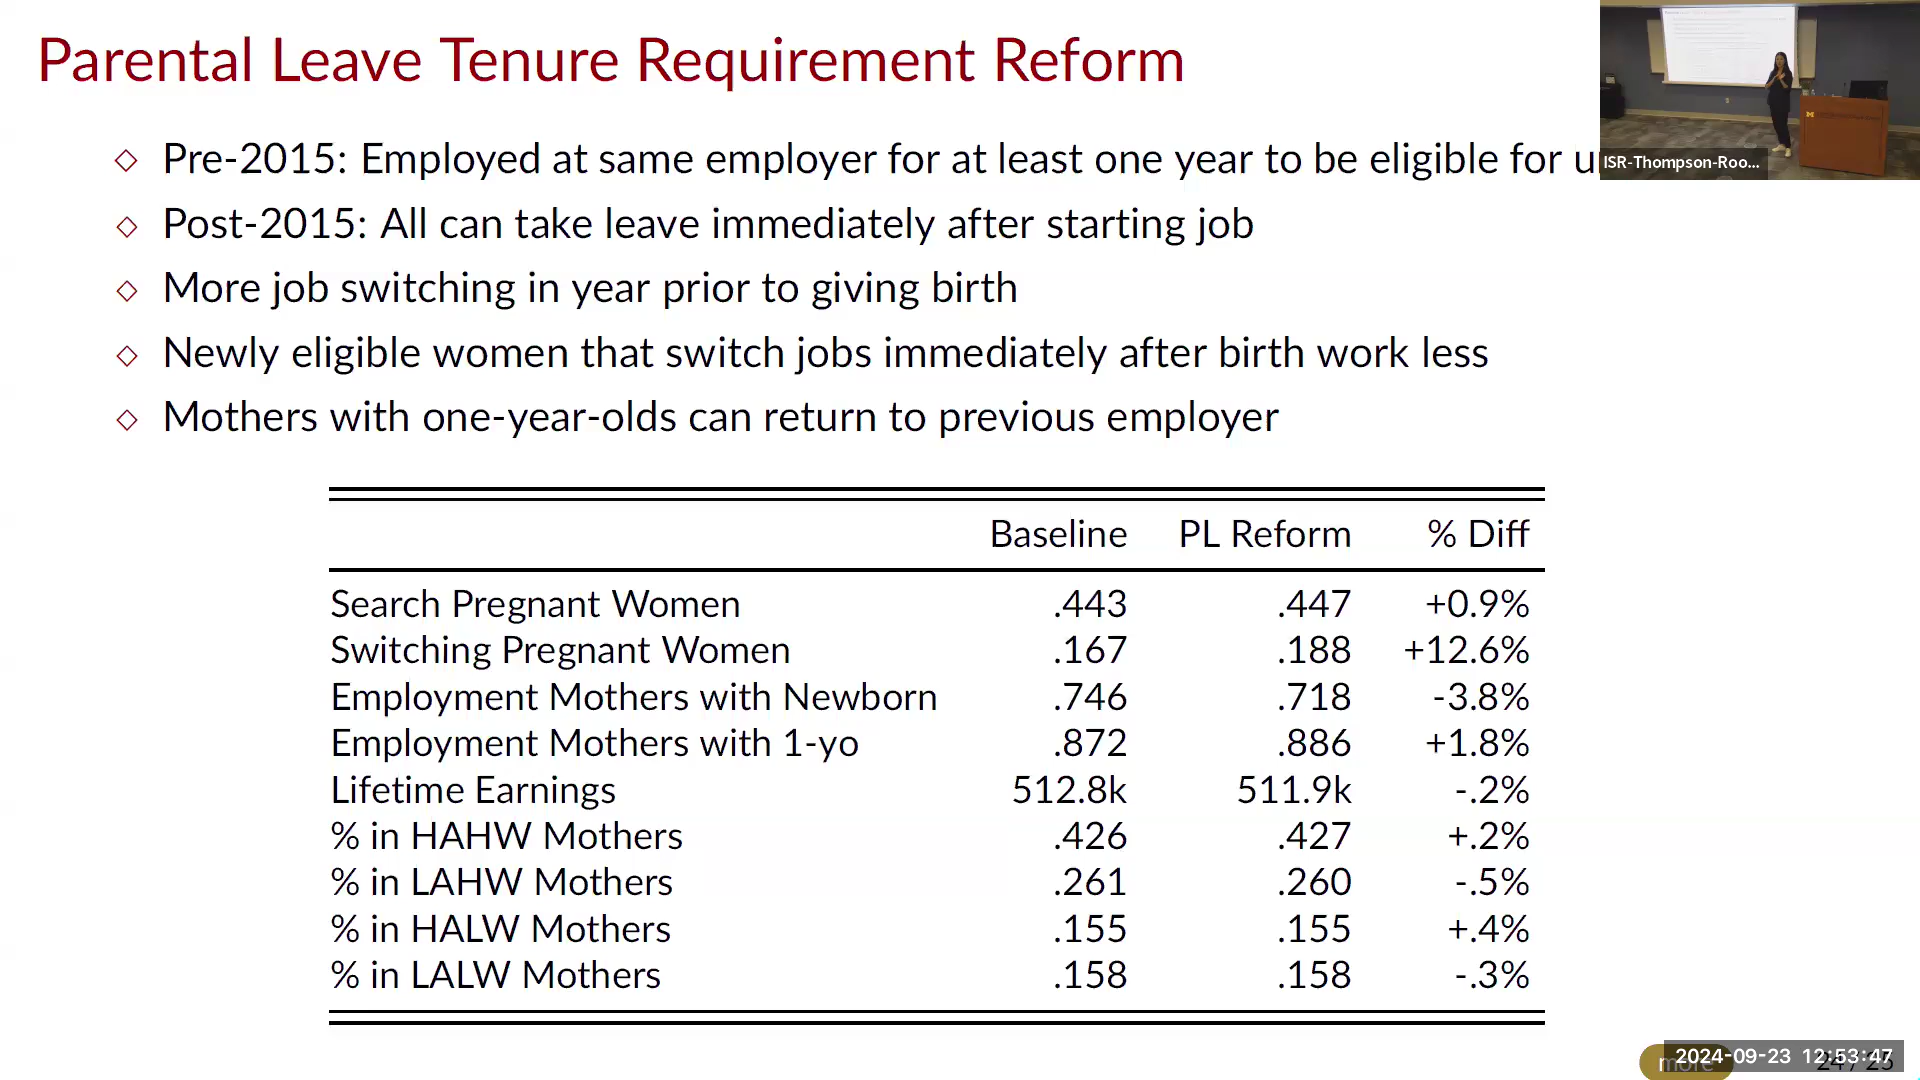 Parental Leave Tenure Requirement Reform
◇ Pre-2015: Employed at same employer for at least one year to be eligible for
◇ Post-2015: All can take leave immediately after starting job
◇ More job switching in year prior to giving birth
◇ Newly eligible women that switch jobs immediately after birth work less
◇ Mothers with one-year-olds can return to previous employer
ISR-Thompson-Roo...
Baseline PL Reform % Diff
Search Pregnant Women .443 .447 +0.9%
Switching Pregnant Women .167 .188 +12.6%
Employment Mothers with Newborn .746 .718 -3.8%
Employment Mothers with 1-yo .872 .886 +1.8%
Lifetime Earnings 512.8k 511.9k -.2%
% in HAHW Mothers .426 .427 +.2%
% in LAHW Mothers .261 .260 -.5%
% in HALW Mothers .155 .155 +.4%
% in LALW Mothers .158 .158 -.3%
more
2024-09-23 12:53:47